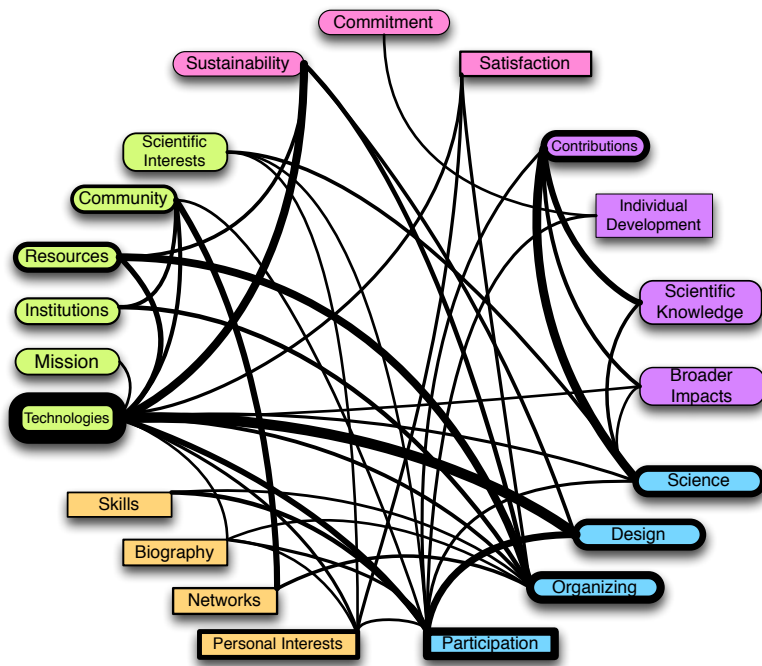 Commitment
Sustainability
Satisfaction
Scientific
Interests
Contributions
Community
Individual
Development
Resources
Scientific
Knowledge
Institutions
Mission
Broader
Impacts
Technologies
Science
Skills
Design
Biography
Organizing
Networks
Personal Interests
Participation